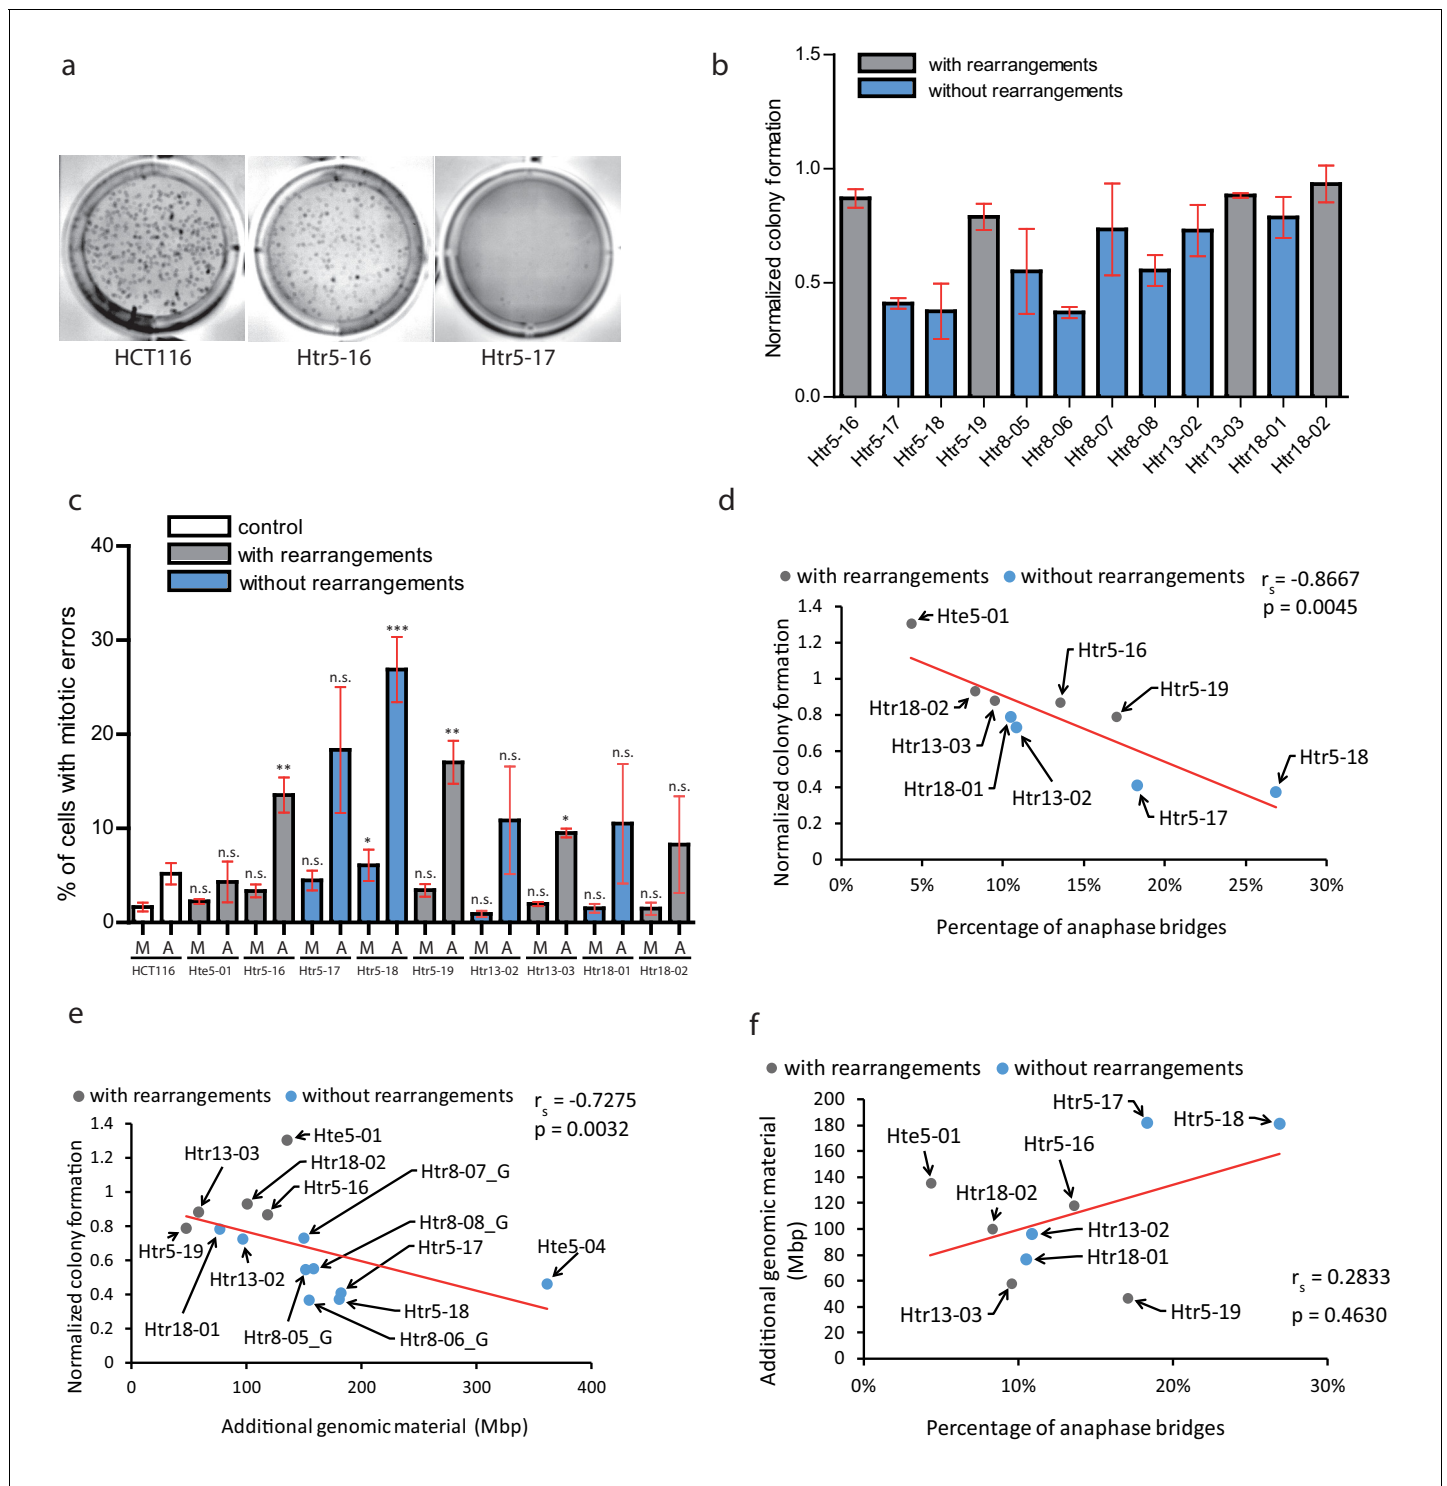 a
HCT116
Htr5-16
Htr5-17
b
with rearrangements
without rearrangements
Normalized colony formation
1.5
1.0
0.5
0.0
Htr5-16
Htr5-17
Htr5-18
Htr5-19
Htr8-05
Htr8-06
Htr8-07
Htr8-08
Htr13-02
Htr13-03
Htr18-01
Htr18-02
c
control
with rearrangements
without rearrangements
% of cells with mitotic errors
40
30
20
10
0
n.s. n.s. n.s. ** n.s. n.s. * *** n.s. ** n.s. n.s. n.s. * n.s. n.s. n.s. n.s.
M A M A M A M A M A M A M A M A M A M A
HCT116 Hte5-01 Htr5-16 Htr5-17 Htr5-18 Htr5-19 Htr13-02 Htr13-03 Htr18-01 Htr18-02
d
with rearrangements without rearrangements
rs= -0.8667
p = 0.0045
Normalized colony formation
1.4
1.2
1
0.8
0.6
0.4
0.2
0
Hte5-01
Htr5-16
Htr5-19
Htr18-02
Htr13-03
Htr18-01
Htr13-02
Htr5-18
Htr5-17
0% 5% 10% 15% 20% 25% 30%
Percentage of anaphase bridges
e
with rearrangements without rearrangements
rs = -0.7275
p = 0.0032
Normalized colony formation
1.4
1.2
1
0.8
0.6
0.4
0.2
0
Hte5-01
Htr13-03
Htr18-02
Htr5-16
Htr8-07_G
Htr8-08_G
Htr5-17
Hte5-04
Htr5-19
Htr13-02
Htr5-18
Htr18-01
Htr8-05_G
Htr8-06_G
0 100 200 300 400
Additional genomic material (Mbp)
f
with rearrangements without rearrangements
Additional genomic material
(Mbp)
200
180
160
140
120
100
80
60
40
20
0
Htr5-17
Htr5-18
Hte5-01
Htr5-16
Htr18-02
Htr13-02
Htr18-01
Htr13-03
Htr5-19
rs = 0.2833
p = 0.4630
0% 10% 20% 30%
Percentage of anaphase bridges